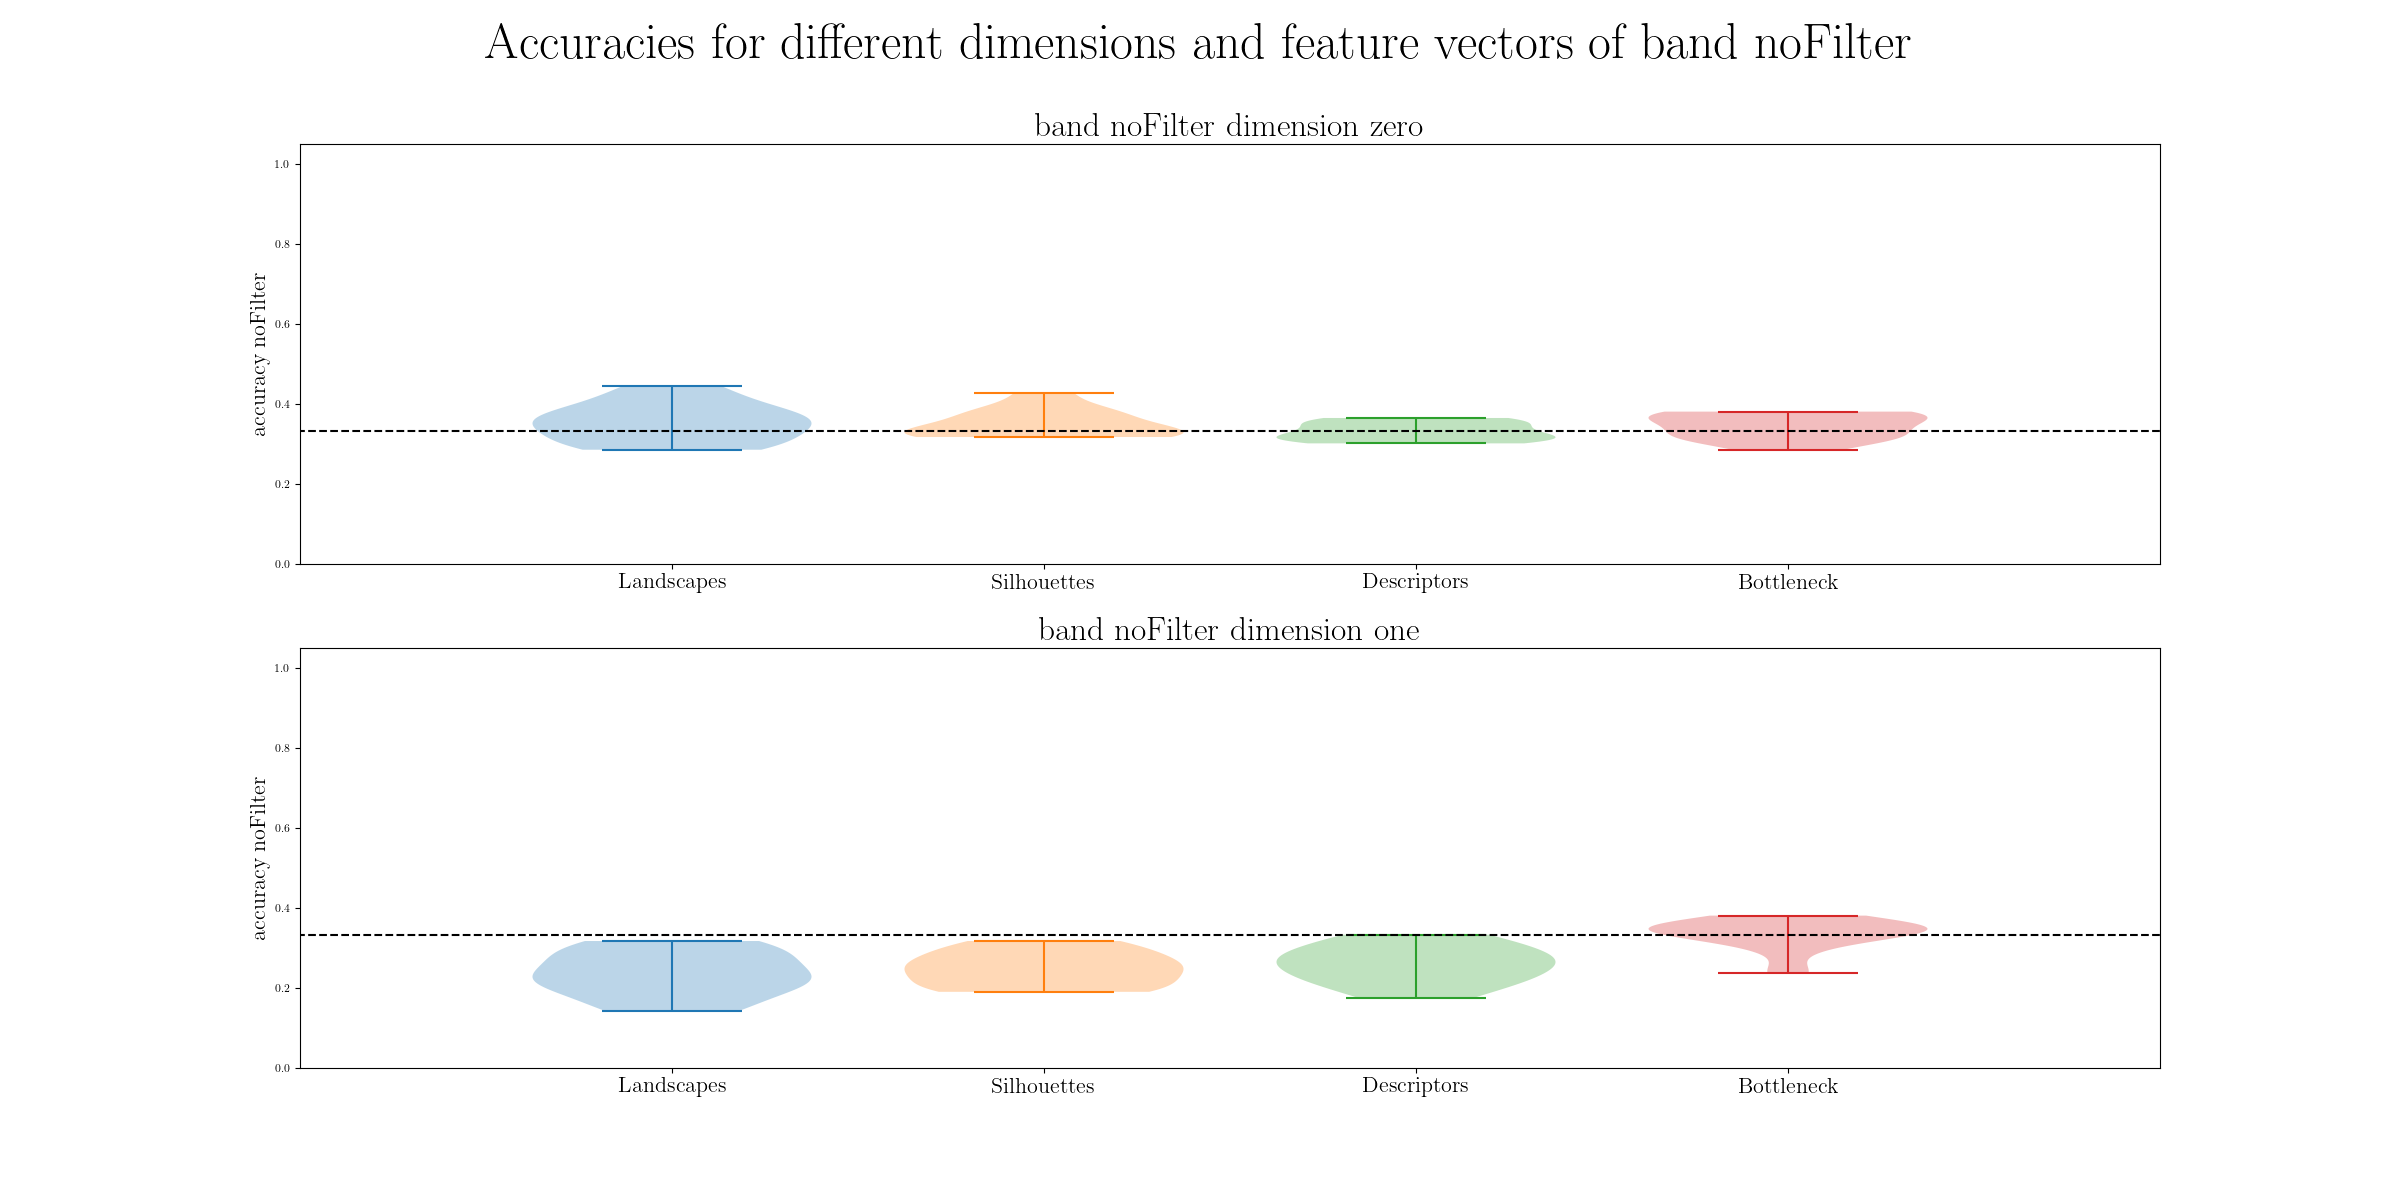 Accuracies for different dimensions and feature vectors of band noFilter
band noFilter dimension zero
accuracy noFilter
1.0
0.8
0.6
0.4
0.2
0.0
Landscapes Silhouettes Descriptors Bottleneck
band noFilter dimension one
accuracy noFilter
1.0
0.8
0.6
0.4
0.2
0.0
Landscapes Silhouettes Descriptors Bottleneck